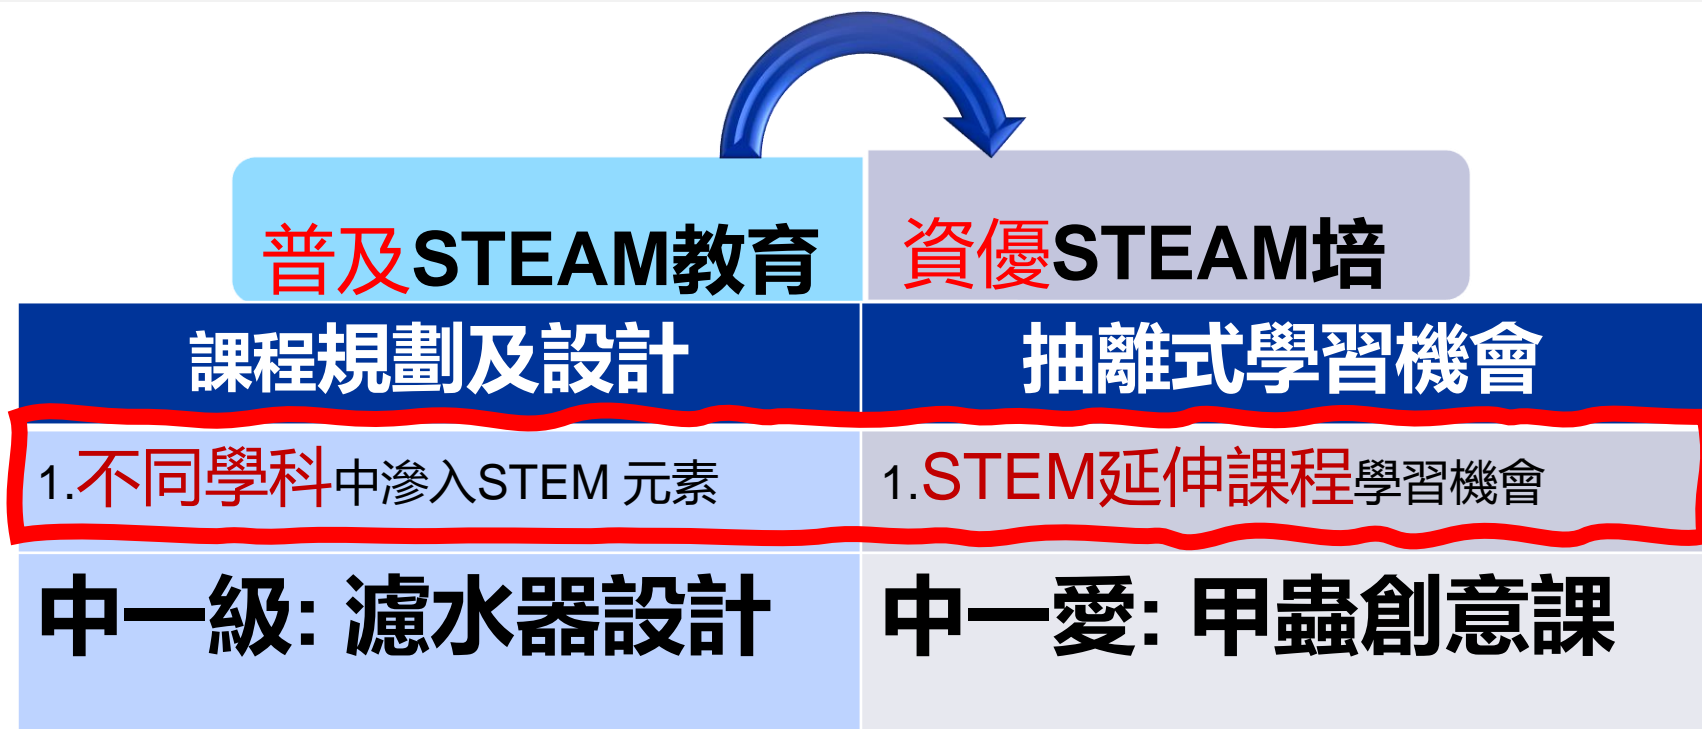 普及STEAM教育
資優STEAM培
課程規劃及設計
抽離式學習機會
1.不同學科中滲入STEM 元素
1.STEM延伸課程學習機會
中一級: 濾水器設計
中一愛: 甲蟲創意課